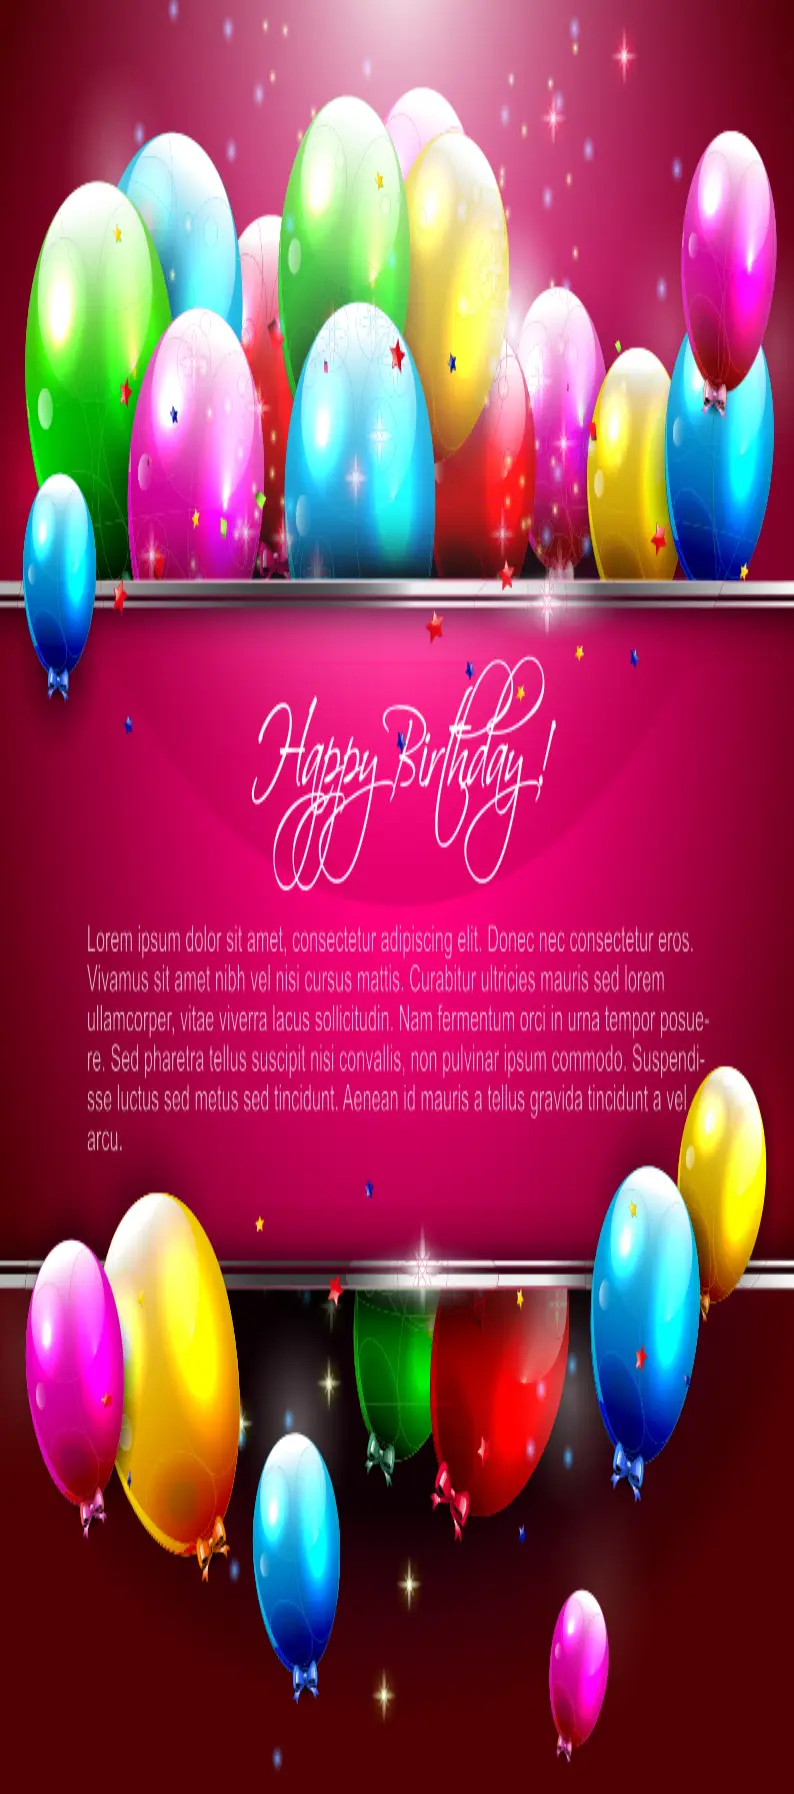 Happy Birthday !
Lorem ipsum dolor sit amet, consectetur adipiscing elit. Donec nec consectetur eros.
Vivamus sit amet nibh vel nisi cursus mattis. Curabitur ultricies mauris sed lorem
ullamcorper, vitae viverra lacus sollicitudin. Nam fermentum orci in urna tempor posue-
re. Sed pharetra tellus suscipit nisi convallis, non pulvinar ipsum commodo. Suspendi-
sse luctus sed metus sed tincidunt. Aenean id mauris a tellus gravida tincidunt a vel
arcu.